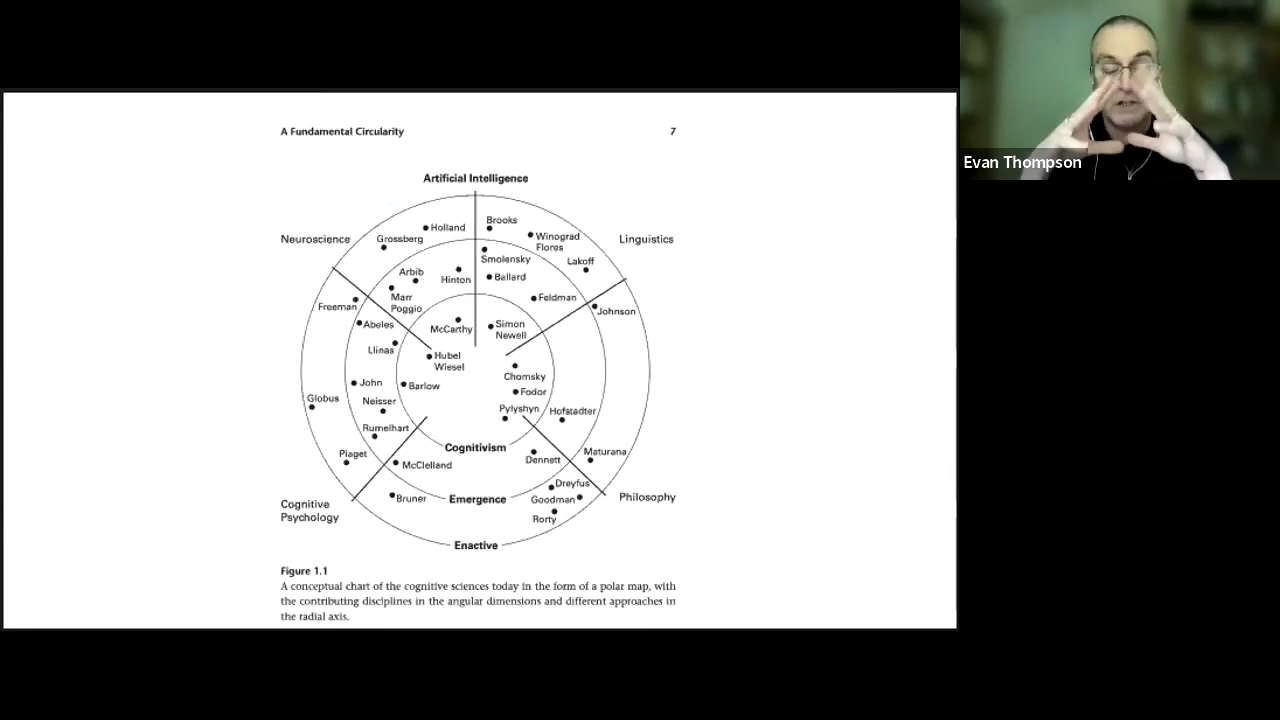 A Fundamental Circularity
7
Artificial Intelligence
Brooks
Holland
Winograd
Flores
Neuroscience
Grossberg
Linguistics
Smolensky
Lakoff
Arbib
Hinton
Ballard
Marr
Poggio
Feldman
Freeman
Johnson
Abeles
McCarthy
Simon
Newell
Llinas
Hubel
Wiesel
Chomsky
John
Barlow
Fodor
Globus
Neisser
Pylyshyn
Hofstadter
Rumelhart
Cognitivism
Piaget
Maturana
McClelland
Dennett
Dreyfus
Bruner
Emergence
Goodman
Philosophy
Cognitive
Psychology
Rorty
Enactive
Figure 1.1
A conceptual chart of the cognitive sciences today in the form of a polar map, with
the contributing disciplines in the angular dimensions and different approaches in
the radial axis.
Evan Thompson